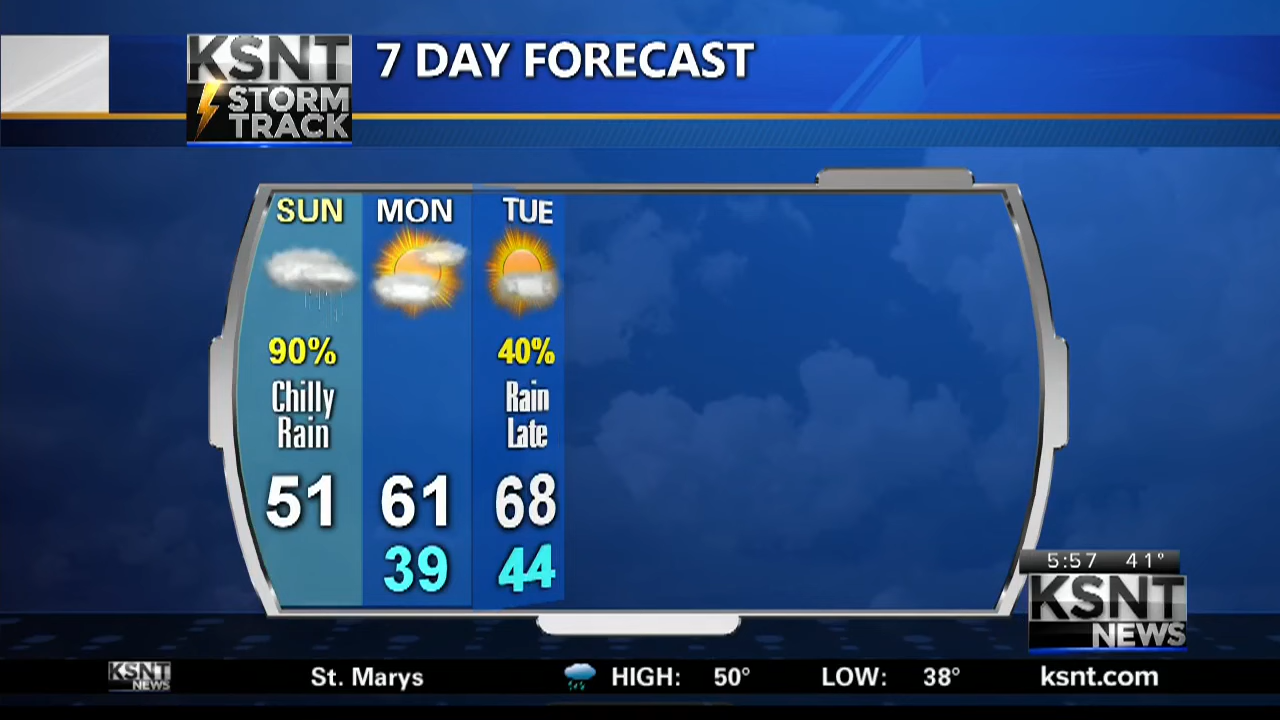 KSNT
STORM
TRACK
7 DAY FORECAST
SUN MON TUE
90% 40%
Chilly Rain
Rain Late
51 61 68
39 44
5:57 41°
KSNT
NEWS
KSNT NEWS St. Marys HIGH: 50° LOW: 38° ksnt.com